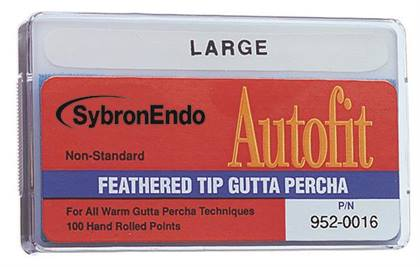 LARGE
SybronEndo
Autofit
Non-Standard
FEATHERED TIP GUTTA PERCHA
For All Warm Gutta Percha Techniques
100 Hand Rolled Points
P/N
952-0016